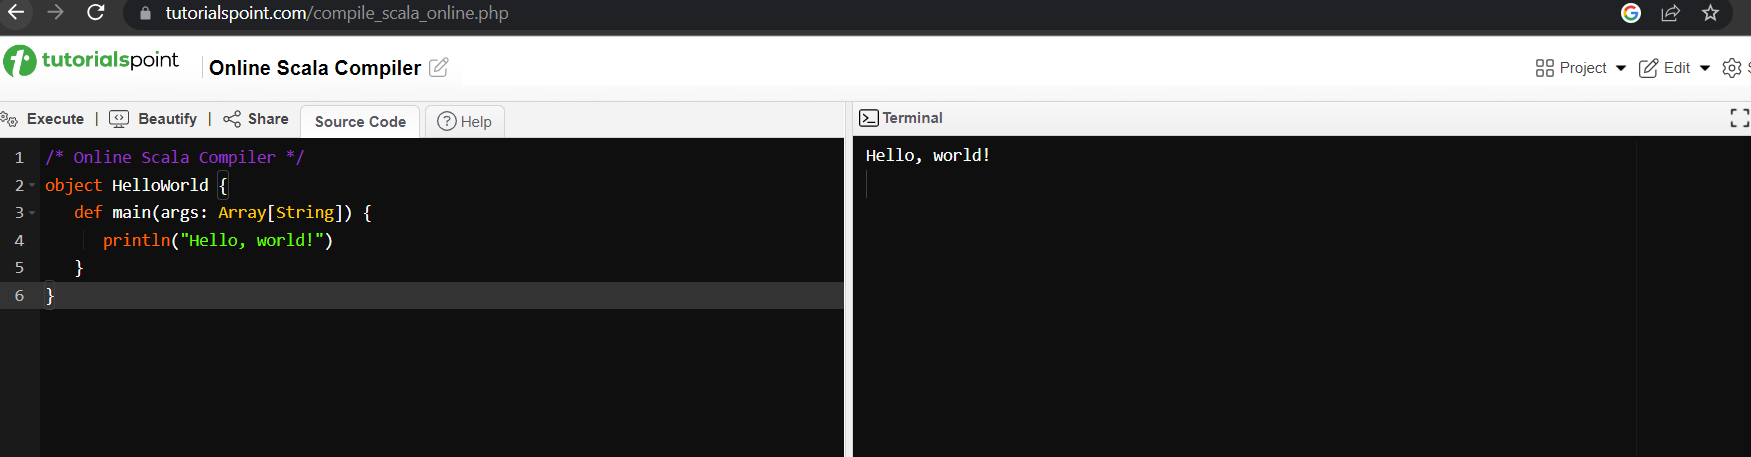 tutorialspoint.com/compile_scala_online.php
tutorialspoint
Online Scala Compiler
Project
Edit
S
Execute | Beautify | Share Source Code Help
1 /* Online Scala Compiler */
2 object HelloWorld {
3 def main(args: Array[String]) {
4 println("Hello, world!")
5 }
6 }
Terminal
Hello, world!